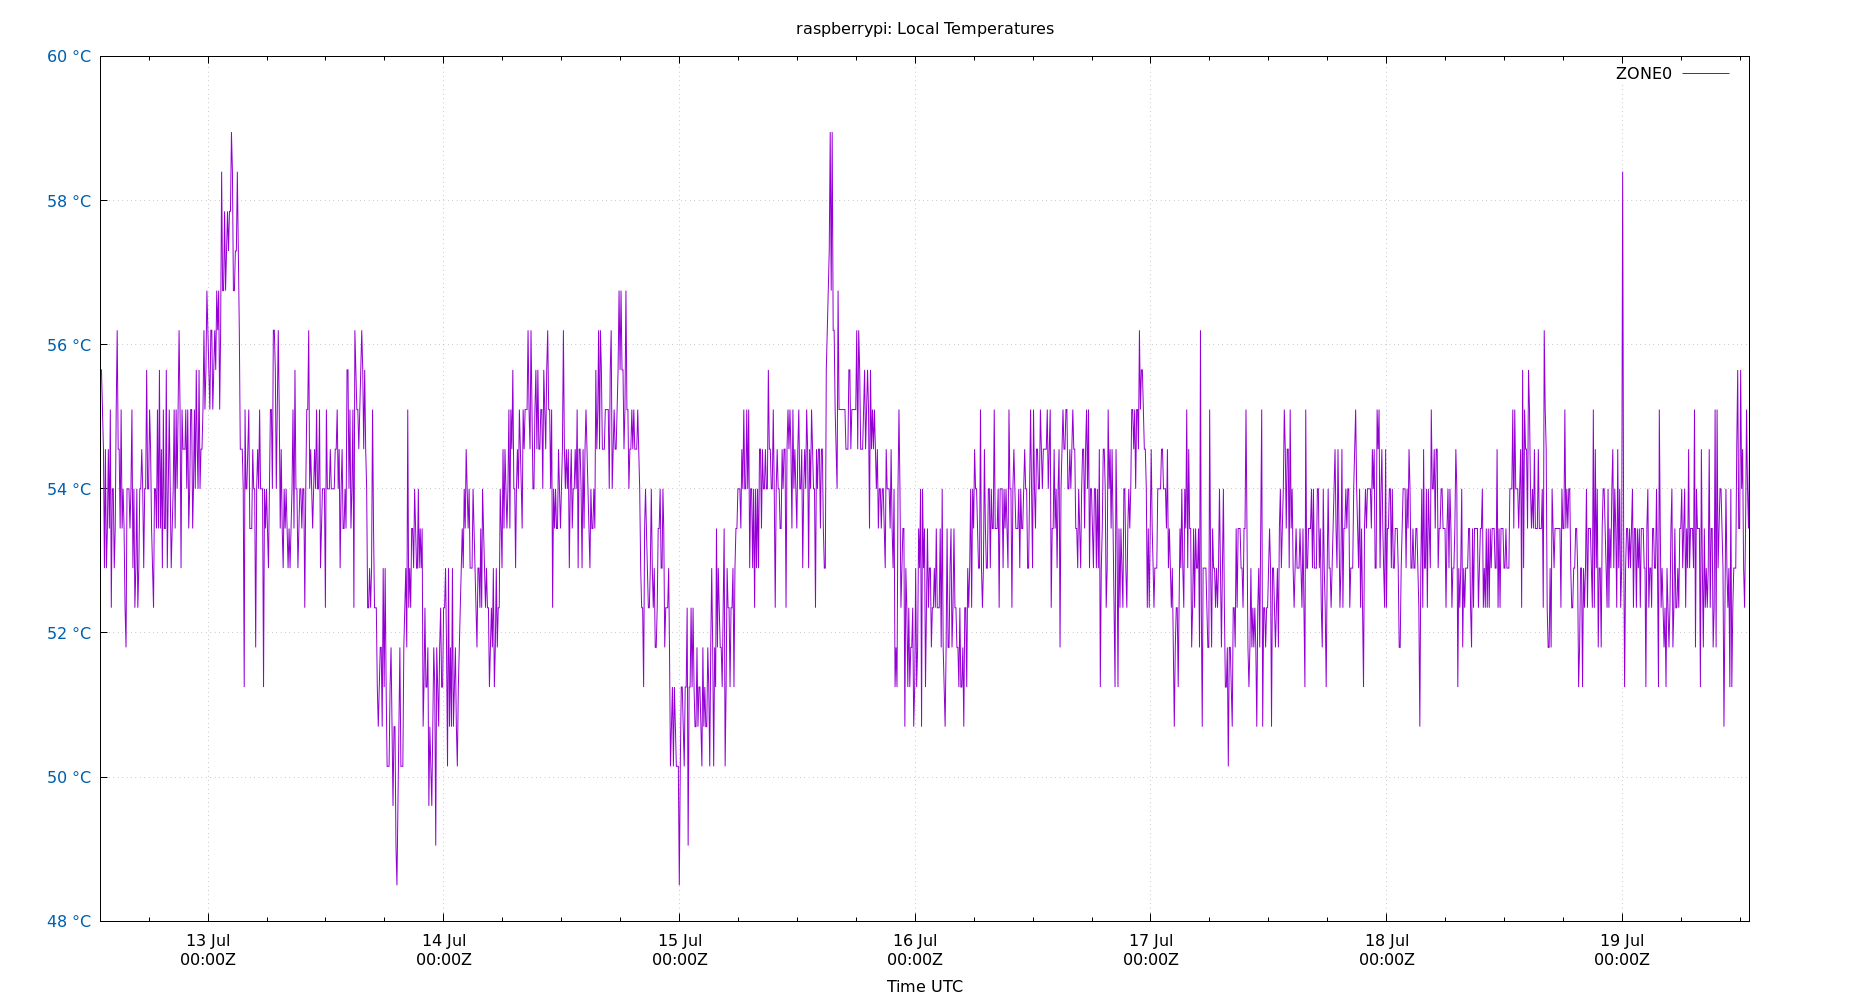 raspberrypi: Local Temperatures
60 °C
ZONE0
58 °C
56 °C
54 °C
52 °C
50 °C
48 °C
13 Jul 14 Jul 15 Jul 16 Jul 17 Jul 18 Jul 19 Jul
00:00Z 00:00Z 00:00Z 00:00Z 00:00Z 00:00Z 00:00Z
Time UTC